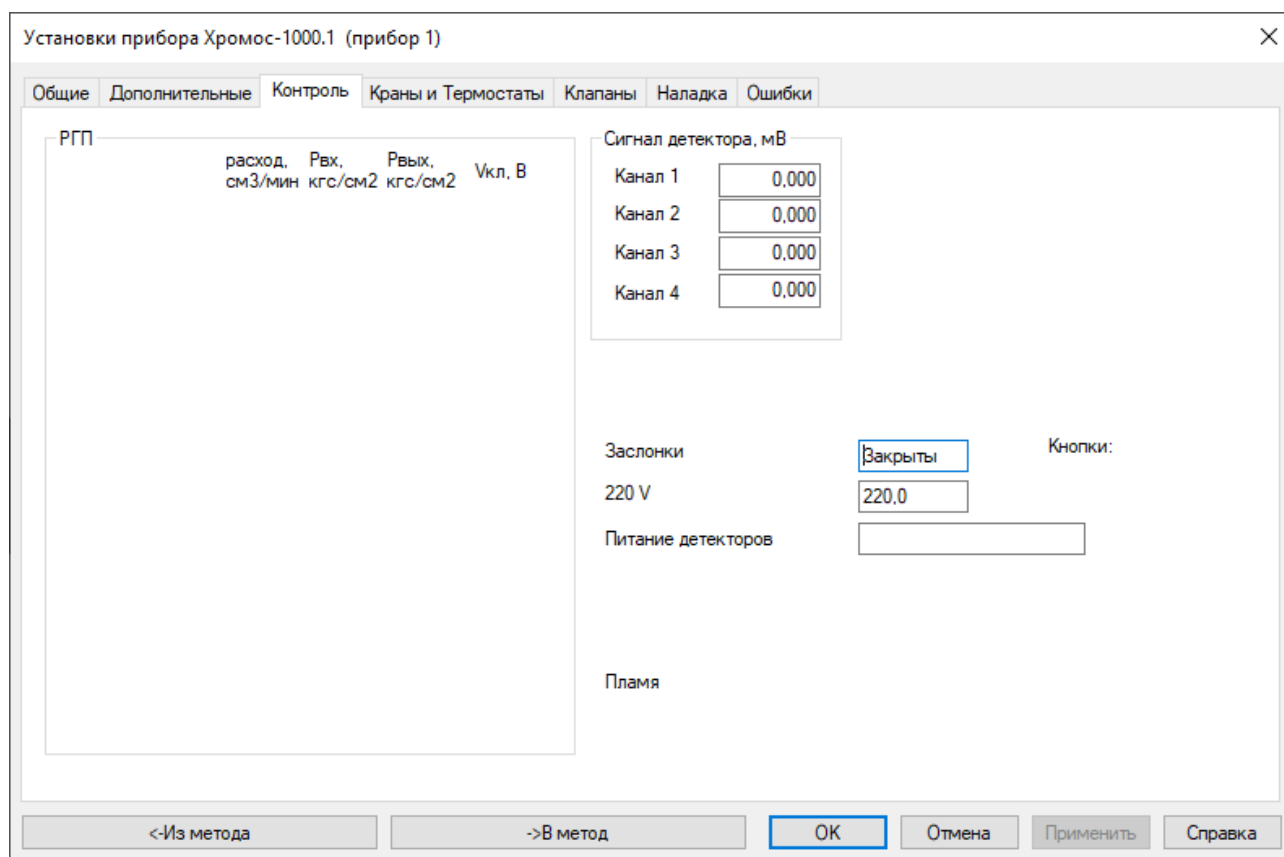 Установки прибора Хромос-1000.1 (прибор 1)
Общие Дополнительные Контроль Краны и Термостаты Клапаны Наладка Ошибки
РГП
расход, Рвх, Рвых, Vкл, В
см3/мин кгс/см2 кгс/см2
Сигнал детектора, мВ
Канал 1 0,000
Канал 2 0,000
Канал 3 0,000
Канал 4 0,000
Заслонки Закрыты Кнопки:
220 V 220,0
Питание детекторов
Пламя
<-Из метода ->В метод OK Отмена Применить Справка